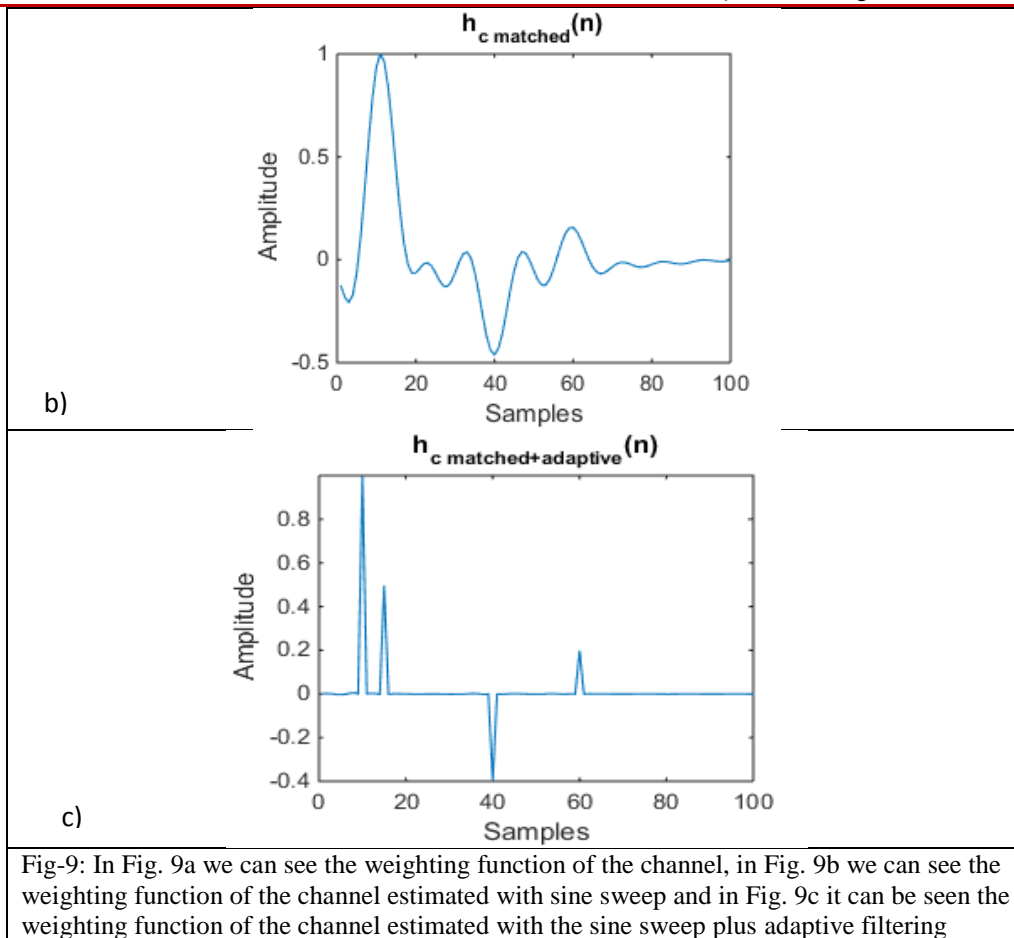 b)
h_c matched(n)
Amplitude
1
0.5
0
-0.5
0 20 40 60 80 100
Samples
c)
h_c matched+adaptive(n)
Amplitude
0.8
0.6
0.4
0.2
0
-0.2
-0.4
0 20 40 60 80 100
Samples
Fig-9: In Fig. 9a we can see the weighting function of the channel, in Fig. 9b we can see the
weighting function of the channel estimated with sine sweep and in Fig. 9c it can be seen the
weighting function of the channel estimated with the sine sweep plus adaptive filtering